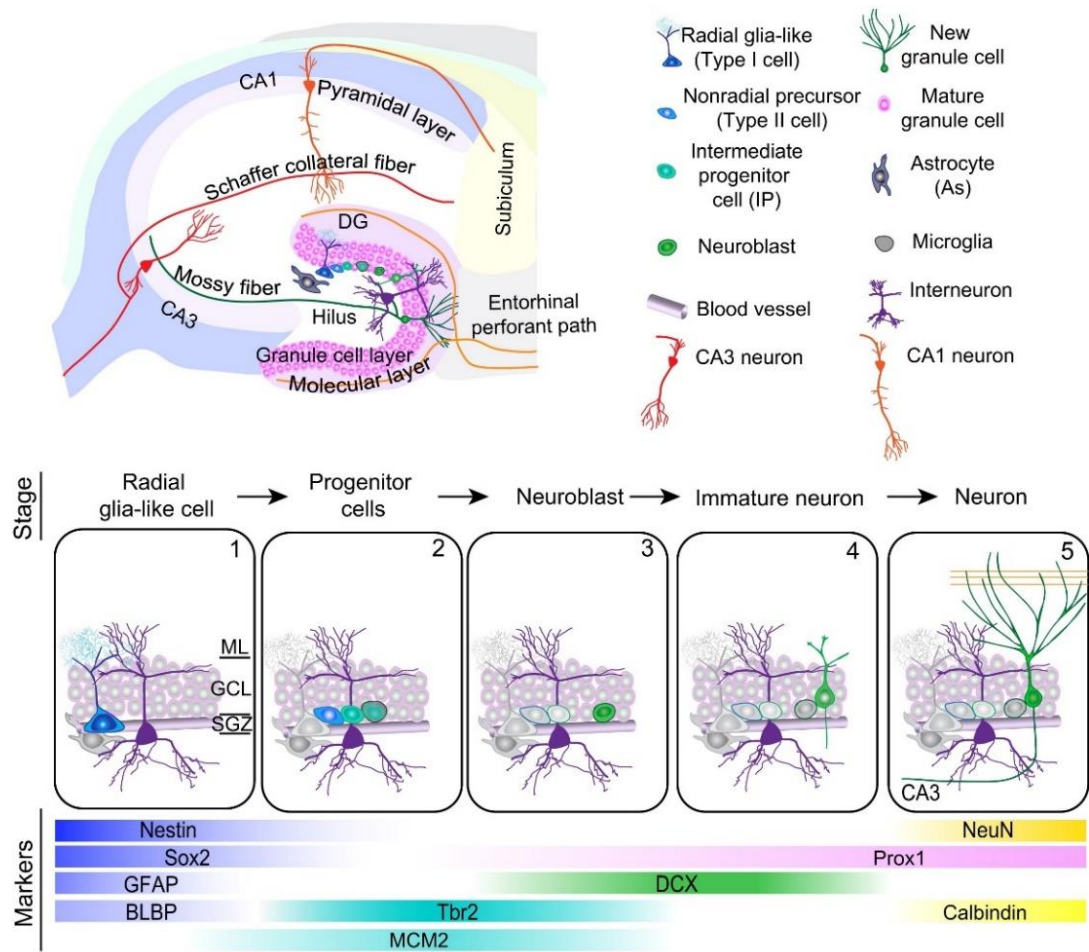 CA1
Pyramidal layer
Schaffer collateral fiber
Subiculum
DG
Mossy fiber
CA3
Hilus
Entorhinal
perforant path
Granule cell layer
Molecular layer
Radial glia-like
(Type I cell)
New
granule cell
Nonradial precursor
(Type II cell)
Mature
granule cell
Intermediate
progenitor
cell (IP)
Astrocyte
(As)
Neuroblast
Microglia
Blood vessel
Interneuron
CA3 neuron
CA1 neuron
Stage
Radial
glia-like cell
Progenitor
cells
Neuroblast
Immature neuron
Neuron
1
2
3
4
5
ML
GCL
SGZ
CA3
Markers
Nestin
NeuN
Sox2
Prox1
GFAP
DCX
BLBP
Tbr2
Calbindin
MCM2